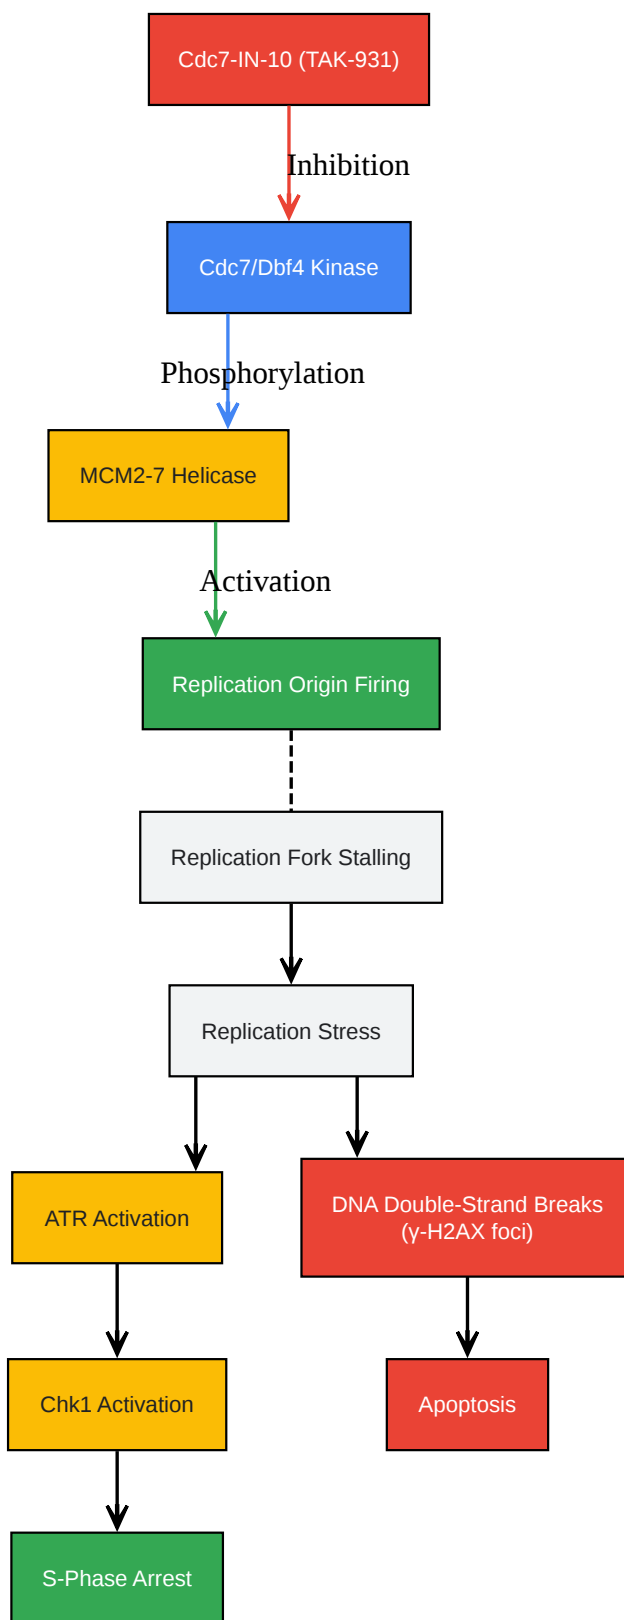 Cdc7-IN-10 (TAK-931)
Inhibition
Cdc7/Dbf4 Kinase
Phosphorylation
MCM2-7 Helicase
Activation
Replication Origin Firing
Replication Fork Stalling
Replication Stress
ATR Activation
DNA Double-Strand Breaks
(γ-H2AX foci)
Chk1 Activation
Apoptosis
S-Phase Arrest